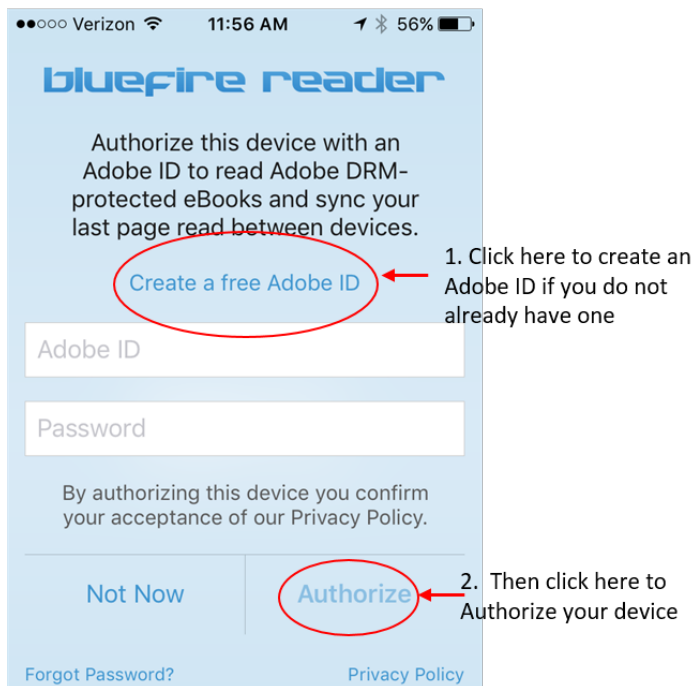 Verizon 11:56 AM 56%
bluefire reader
Authorize this device with an
Adobe ID to read Adobe DRM-
protected eBooks and sync your
last page read between devices.
Create a free Adobe ID
1. Click here to create an
Adobe ID if you do not
already have one
Adobe ID
Password
By authorizing this device you confirm
your acceptance of our Privacy Policy.
Not Now
Authorize
2. Then click here to
Authorize your device
Forgot Password?
Privacy Policy